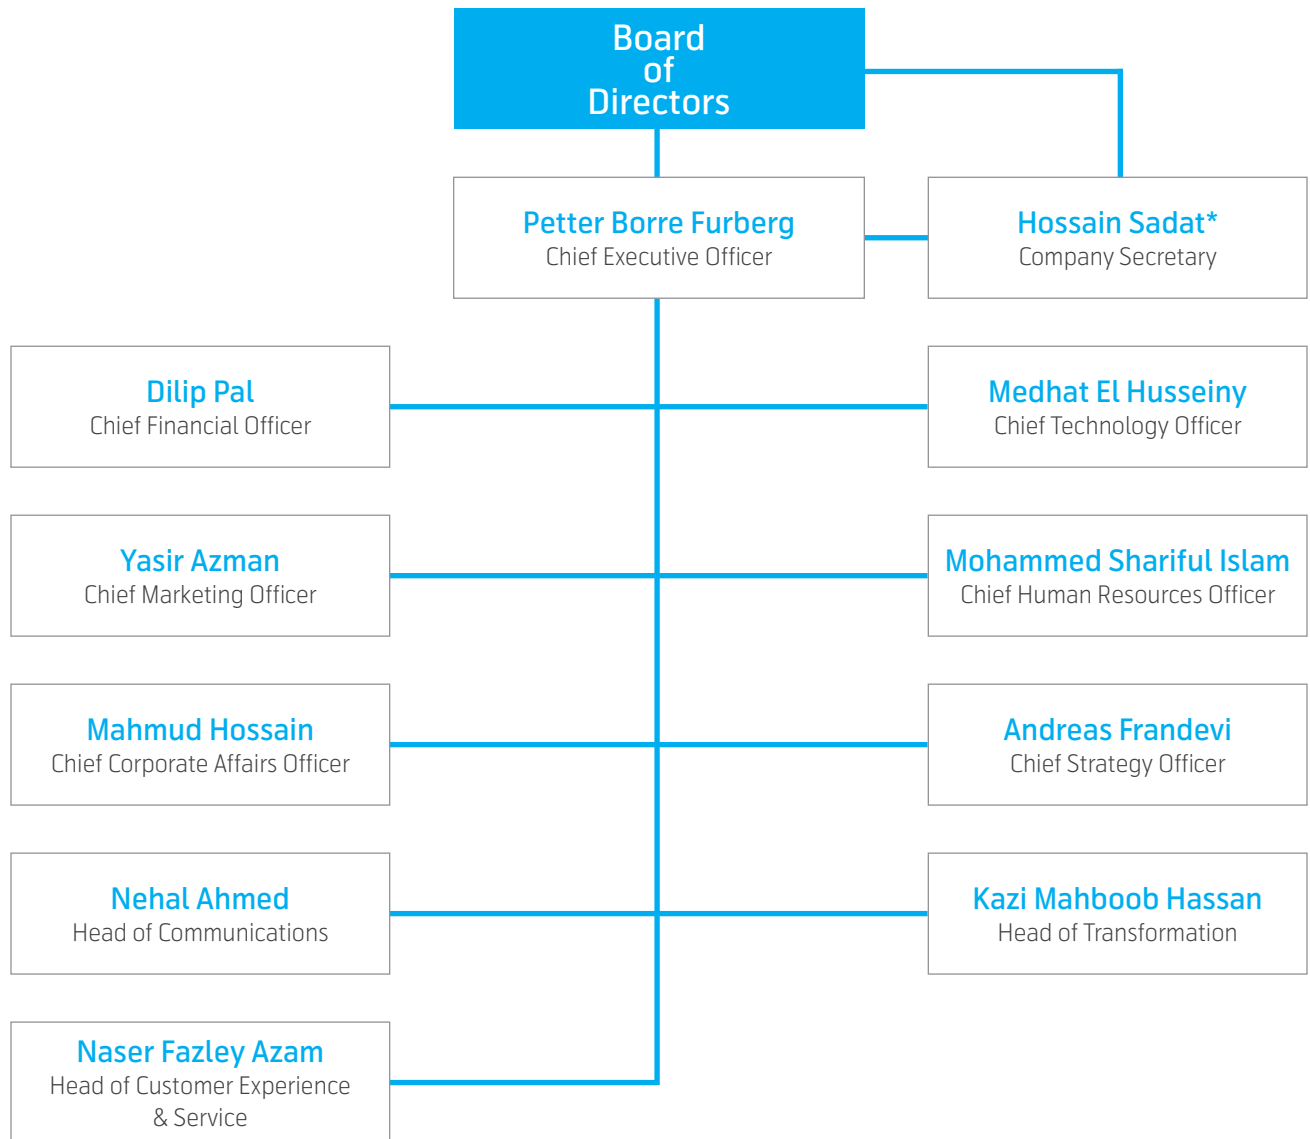 Board
of
Directors
Petter Borre Furberg
Chief Executive Officer
Hossain Sadat*
Company Secretary
Dilip Pal
Chief Financial Officer
Medhat El Husseiny
Chief Technology Officer
Yasir Azman
Chief Marketing Officer
Mohammed Shariful Islam
Chief Human Resources Officer
Mahmud Hossain
Chief Corporate Affairs Officer
Andreas Frandevi
Chief Strategy Officer
Nehal Ahmed
Head of Communications
Kazi Mahboob Hassan
Head of Transformation
Naser Fazley Azam
Head of Customer Experience
& Service